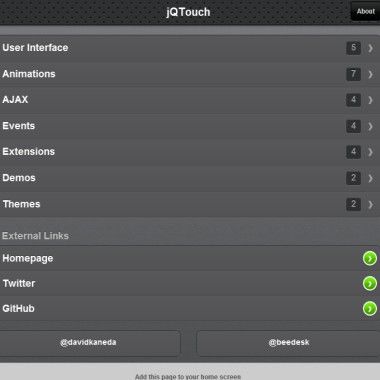 jQTouch About
User Interface 5
Animations 7
AJAX 4
Events 4
Extensions 4
Demos 2
Themes 2
External Links
Homepage
Twitter
GitHub
@davidkaneda @beedesk
Add this page to your home screen